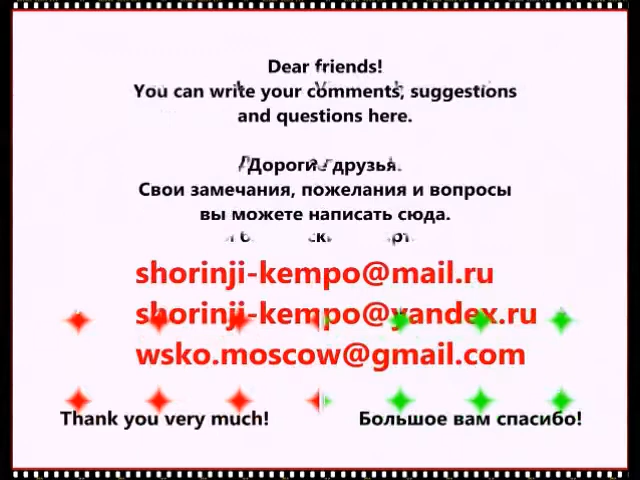 Dear friends!
You can write your comments, suggestions
and questions here.
Дорогие друзья.
Свои замечания, пожелания и вопросы
вы можете написать сюда.
shorinji-kempo@mail.ru
shorinji-kempo@yandex.ru
wsko.moscow@gmail.com
Thank you very much!
Большое вам спасибо!